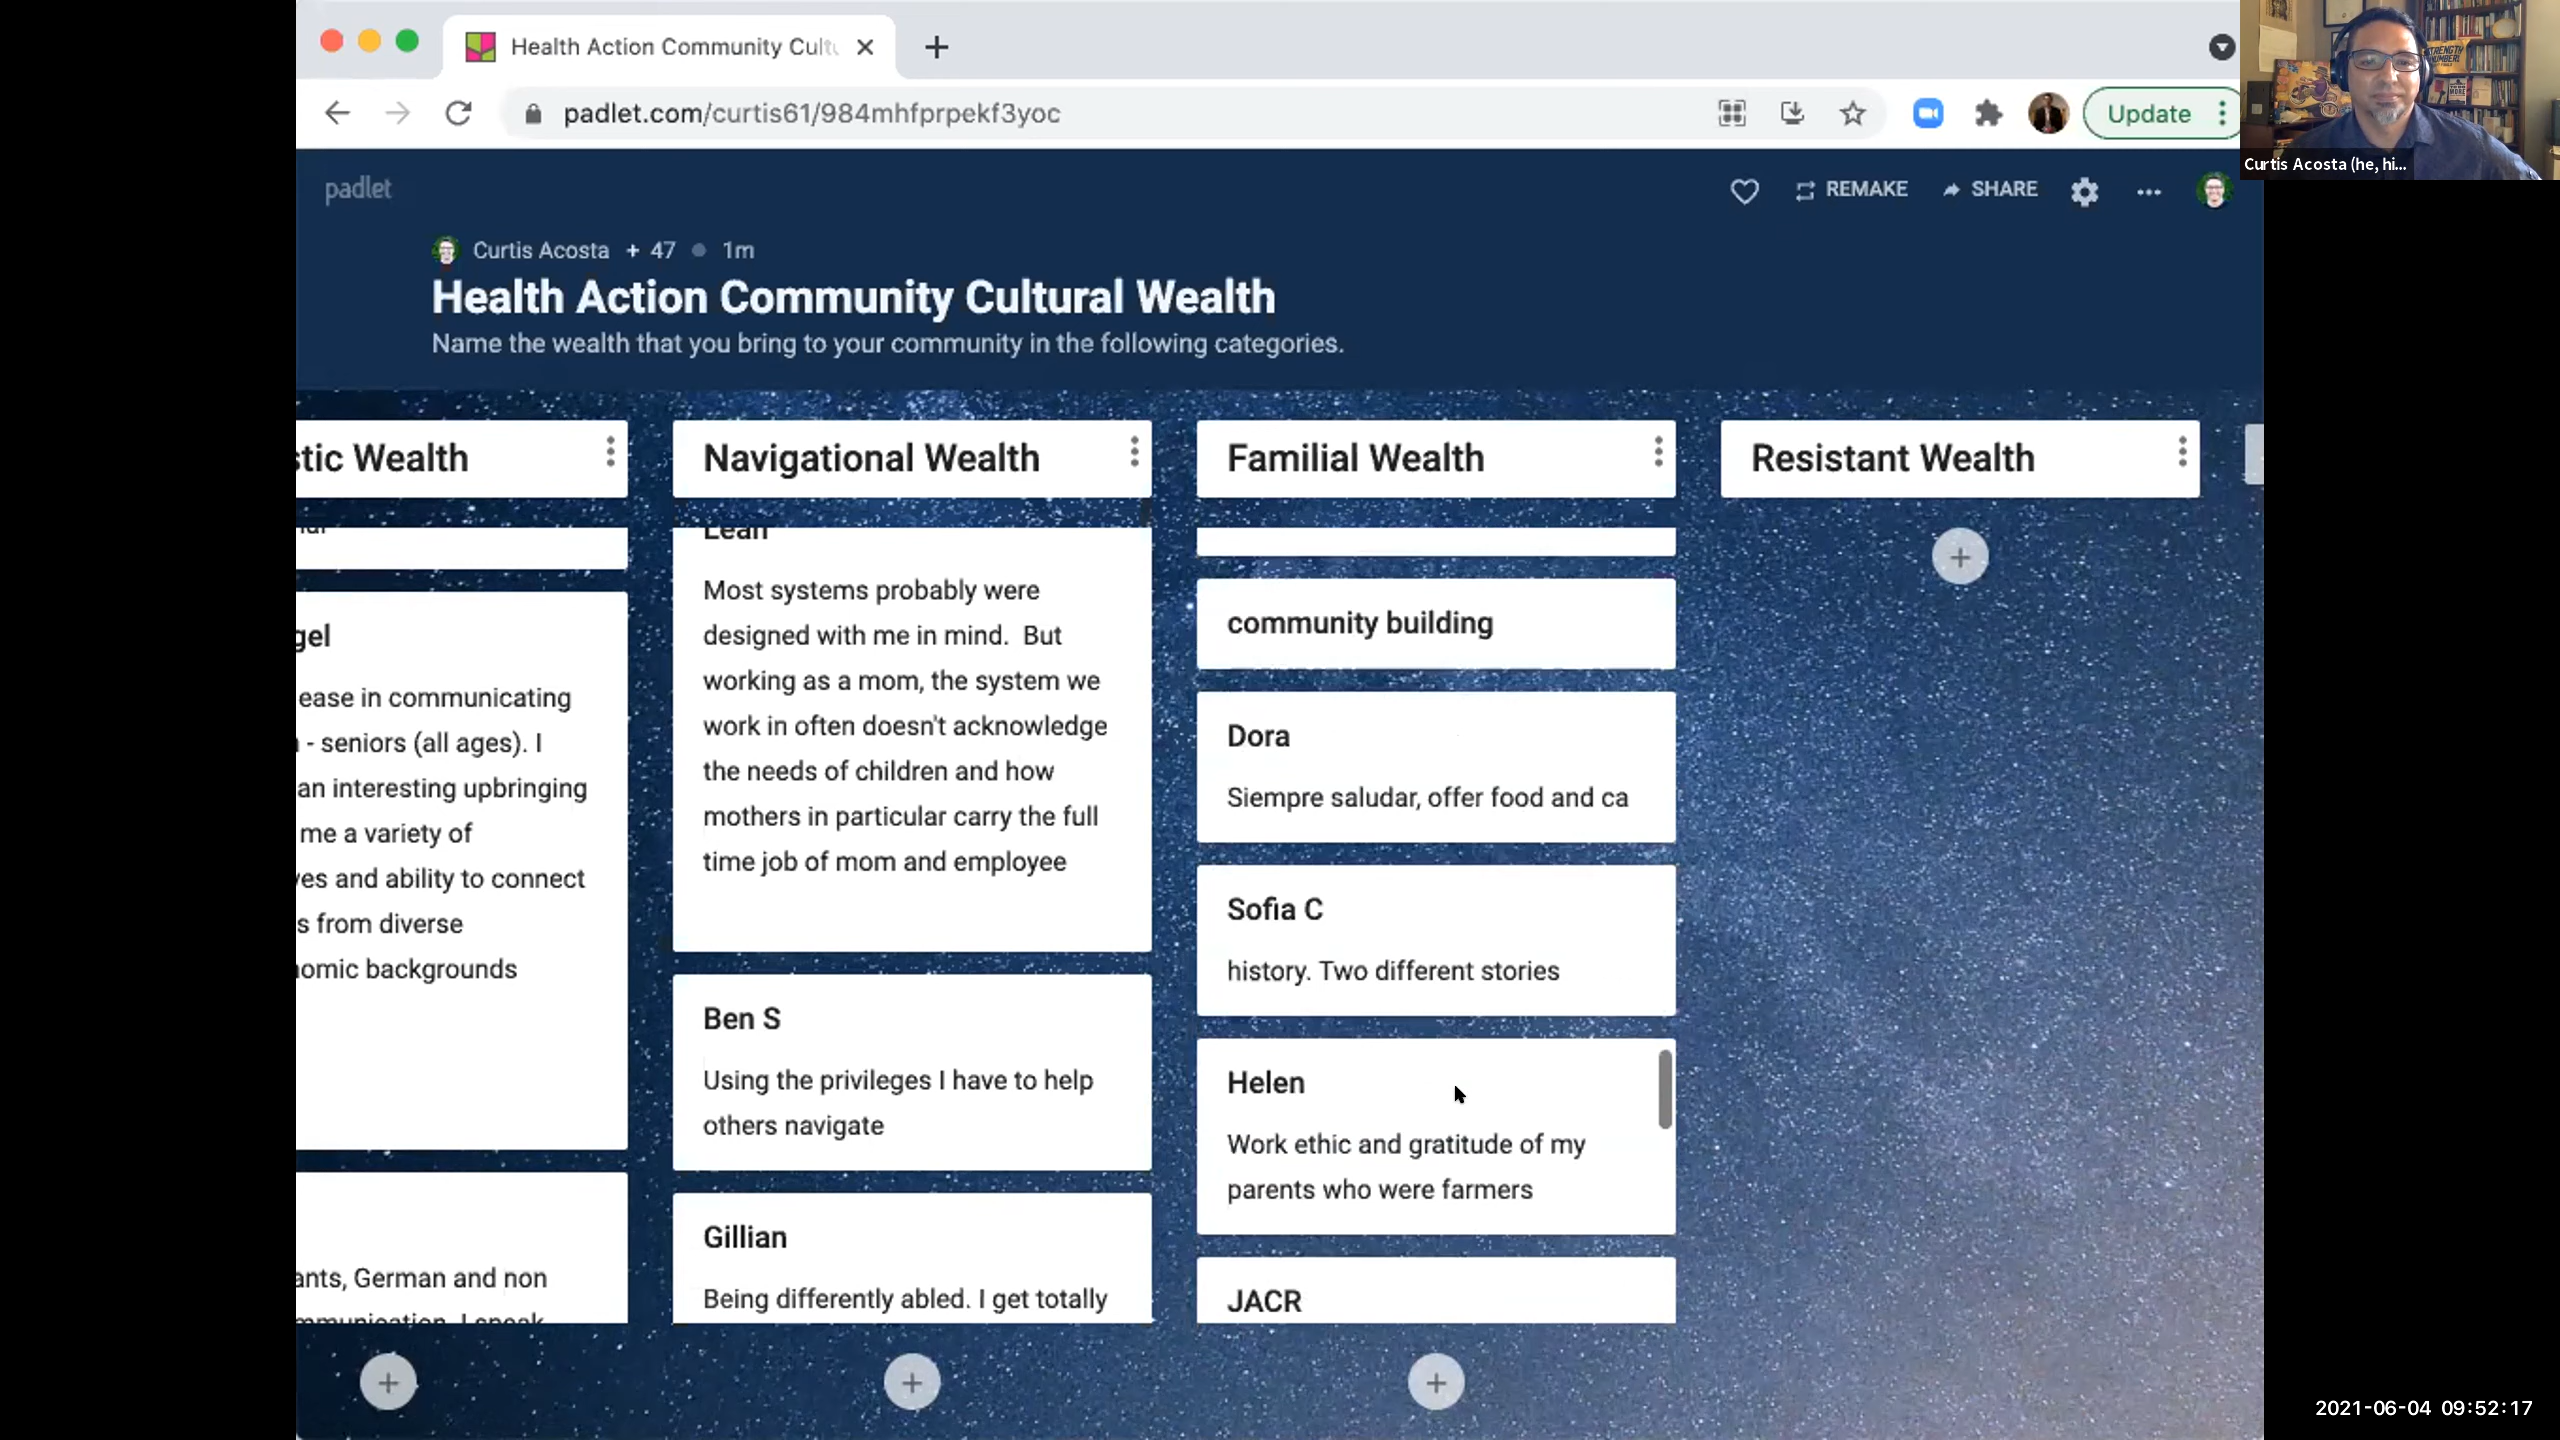 Health Action Community Cult
padlet.com/curtis61/984mhfprpekf3yoc
Update
Curtis Acosta (he, hi...
padlet
REMAKE
SHARE
Curtis Acosta + 47 1m
Health Action Community Cultural Wealth
Name the wealth that you bring to your community in the following categories.
stic Wealth
gel
ease in communicating
- seniors (all ages). I
an interesting upbringing
me a variety of
ves and ability to connect
s from diverse
nomic backgrounds
ants, German and non
mmunication. I speak
Navigational Wealth
Leah
Most systems probably were
designed with me in mind.  But
working as a mom, the system we
work in often doesn't acknowledge
the needs of children and how
mothers in particular carry the full
time job of mom and employee
Ben S
Using the privileges I have to help
others navigate
Gillian
Being differently abled. I get totally
Familial Wealth
community building
Dora
Siempre saludar, offer food and ca
Sofia C
history. Two different stories
Helen
Work ethic and gratitude of my
parents who were farmers
JACR
Resistant Wealth
2021-06-04 09:52:17